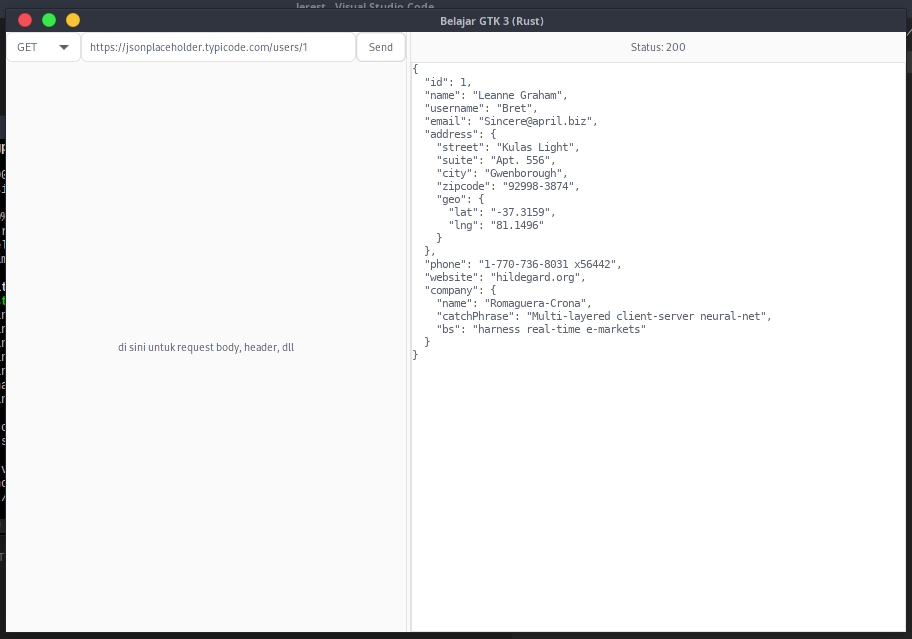 Jerest - Visual Studio Code
Belajar GTK 3 (Rust)
GET
https://jsonplaceholder.typicode.com/users/1
Send
Status: 200
{
  "id": 1,
  "name": "Leanne Graham",
  "username": "Bret",
  "email": "Sincere@april.biz",
  "address": {
    "street": "Kulas Light",
    "suite": "Apt. 556",
    "city": "Gwenborough",
    "zipcode": "92998-3874",
    "geo": {
      "lat": "-37.3159",
      "lng": "81.1496"
    }
  },
  "phone": "1-770-736-8031 x56442",
  "website": "hildegard.org",
  "company": {
    "name": "Romaguera-Crona",
    "catchPhrase": "Multi-layered client-server neural-net",
    "bs": "harness real-time e-markets"
  }
}
di sini untuk request body, header, dll